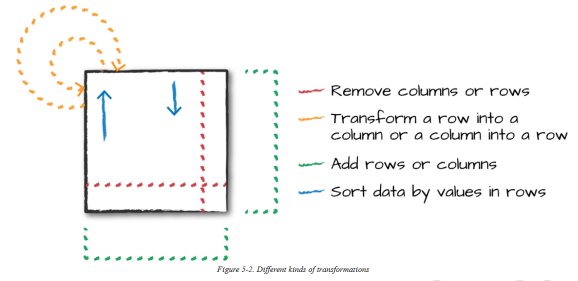 Remove columns or rows
Transform a row into a
column or a column into a row
Add rows or columns
Sort data by values in rows
Figure 5-2. Different kinds of transformations